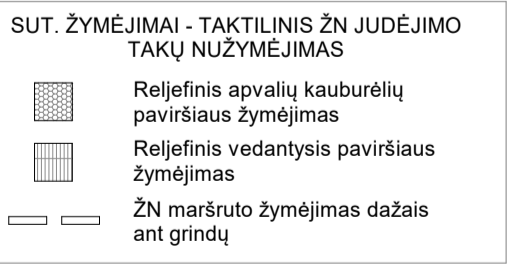 SUT. ŽYMĖJIMAI - TAKTILINIS ŽN JUDĖJIMO
TAKŲ NUŽYMĖJIMAS
Reljefinis apvalių kauburėlių
paviršiaus žymėjimas
Reljefinis vedantysis paviršiaus
žymėjimas
ŽN maršruto žymėjimas dažais
ant grindų